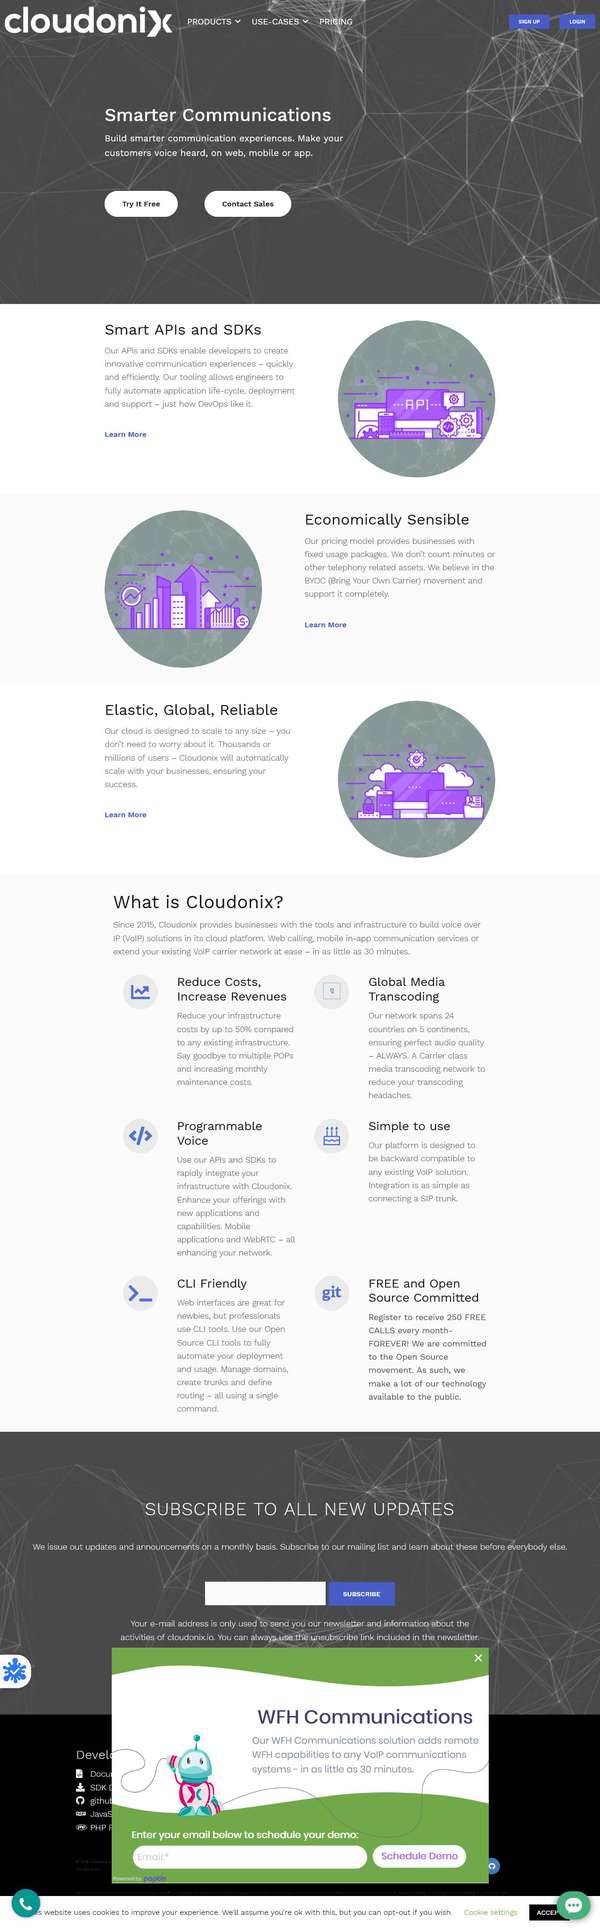 cloudonix
PRODUCTS
USE-CASES
PRICING
SIGN UP
LOGIN
Smarter Communications
Build smarter communication experiences. Make your
customers voice heard, on web, mobile or app.
Try It Free
Contact Sales
Smart APIs and SDKs
Our APIs and SDKs enable developers to create
innovative communication experiences – quickly
and efficiently. Our tooling allows engineers to
fully automate application life-cycle, deployment
and support – just how DevOps like it.
Learn More
API
Economically Sensible
Our pricing model provides businesses with
fixed usage packages. We don't count minutes or
other telephony related assets. We believe in the
BYOC (Bring Your Own Carrier) movement and
support it completely.
Learn More
Elastic, Global, Reliable
Our cloud is designed to scale to any size – you
don't need to worry about it. Thousands or
millions of users – Cloudonix will automatically
scale with your businesses, ensuring your
success.
Learn More
What is Cloudonix?
Since 2015, Cloudonix provides businesses with the tools and infrastructure to build voice over
IP (VoIP) solutions in its cloud platform. Web calling, mobile in-app communication services or
extend your existing VoIP carrier network at ease – in as little as 30 minutes.
Reduce Costs,
Increase Revenues
Reduce your infrastructure
costs by up to 50% compared
to any existing infrastructure.
Say goodbye to multiple POPs
and increasing monthly
maintenance costs.
Global Media
Transcoding
Our network spans 24
countries on 5 continents,
ensuring perfect audio quality
– ALWAYS. A Carrier class
media transcoding network to
reduce your transcoding
headaches.
Programmable
Voice
Use our APIs and SDKs to
rapidly integrate your
infrastructure with Cloudonix.
Enhance your offerings with
new applications and
capabilities. Mobile
applications and WebRTC – all
enhancing your network.
Simple to use
Our platform is designed to
be backward compatible to
any existing VoIP solution.
Integration is as simple as
connecting a SIP trunk.
CLI Friendly
Web interfaces are great for
newbies, but professionals
use CLI tools. Use our Open
Source CLI tools to fully
automate your deployment
and usage. Manage domains,
create trunks and define
routing – all using a single
command.
git
FREE and Open
Source Committed
Register to receive 250 FREE
CALLS every month-
FOREVER! We are committed
to the Open Source
movement. As such, we
make a lot of our technology
available to the public.
SUBSCRIBE TO ALL NEW UPDATES
We issue out updates and announcements on a monthly basis. Subscribe to our mailing list and learn about these before everybody else.
SUBSCRIBE
Your e-mail address is only used to send you our newsletter and information about the
activities of cloudonix.io. You can always use the unsubscribe link included in the newsletter.
WFH Communications
Our WFH Communications solution adds remote
WFH capabilities to any VoIP communications
systems - in as little as 30 minutes.
Develo
Docu
SDK D
github
JavaS
PHP F
Enter your email below to schedule your demo:
Email:*
Schedule Demo
Powered by poptin
s website uses cookies to improve your experience. We'll assume you're ok with this, but you can opt-out if you wish.
Cookie settings
ACCEP